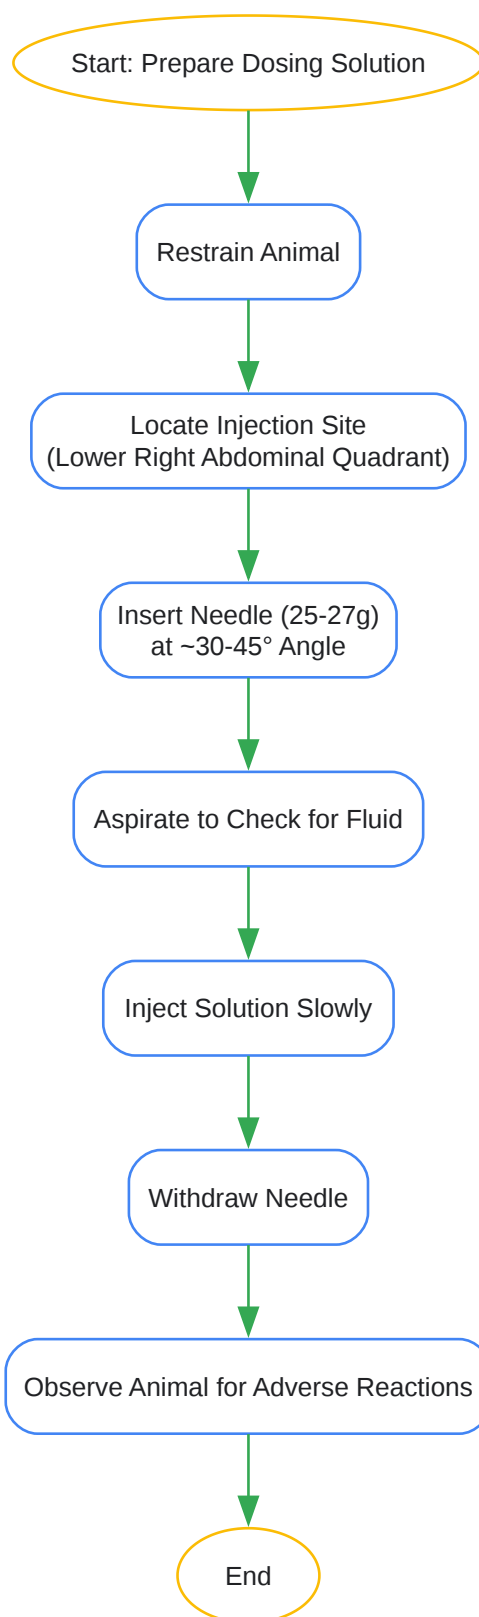 Start: Prepare Dosing Solution
Restrain Animal
Locate Injection Site
(Lower Right Abdominal Quadrant)
Insert Needle (25-27g)
at ~30-45° Angle
Aspirate to Check for Fluid
Inject Solution Slowly
Withdraw Needle
Observe Animal for Adverse Reactions
End